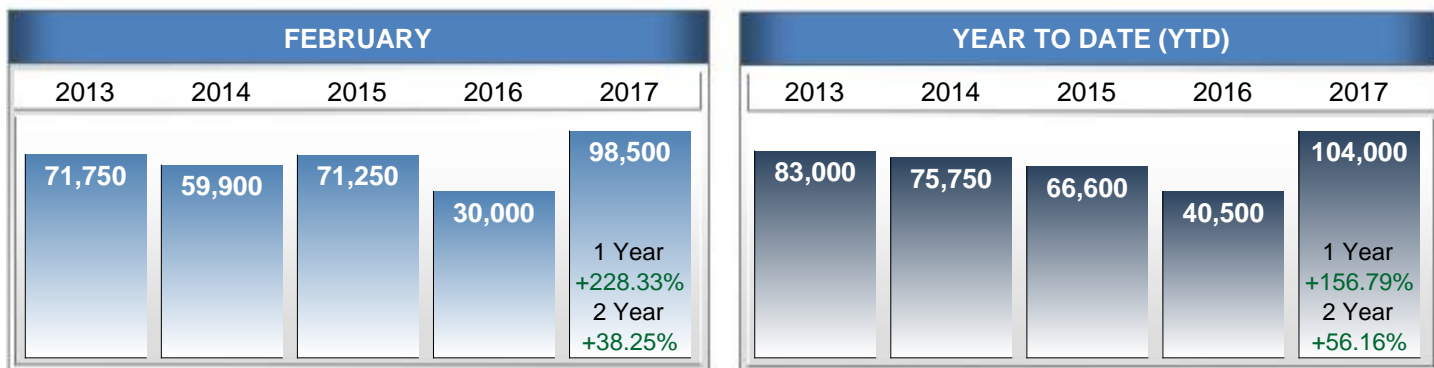 FEBRUARY
2013 2014 2015 2016 2017
71,750 59,900 71,250 30,000 98,500
1 Year
+228.33%
2 Year
+38.25%
YEAR TO DATE (YTD)
2013 2014 2015 2016 2017
83,000 75,750 66,600 40,500 104,000
1 Year
+156.79%
2 Year
+56.16%